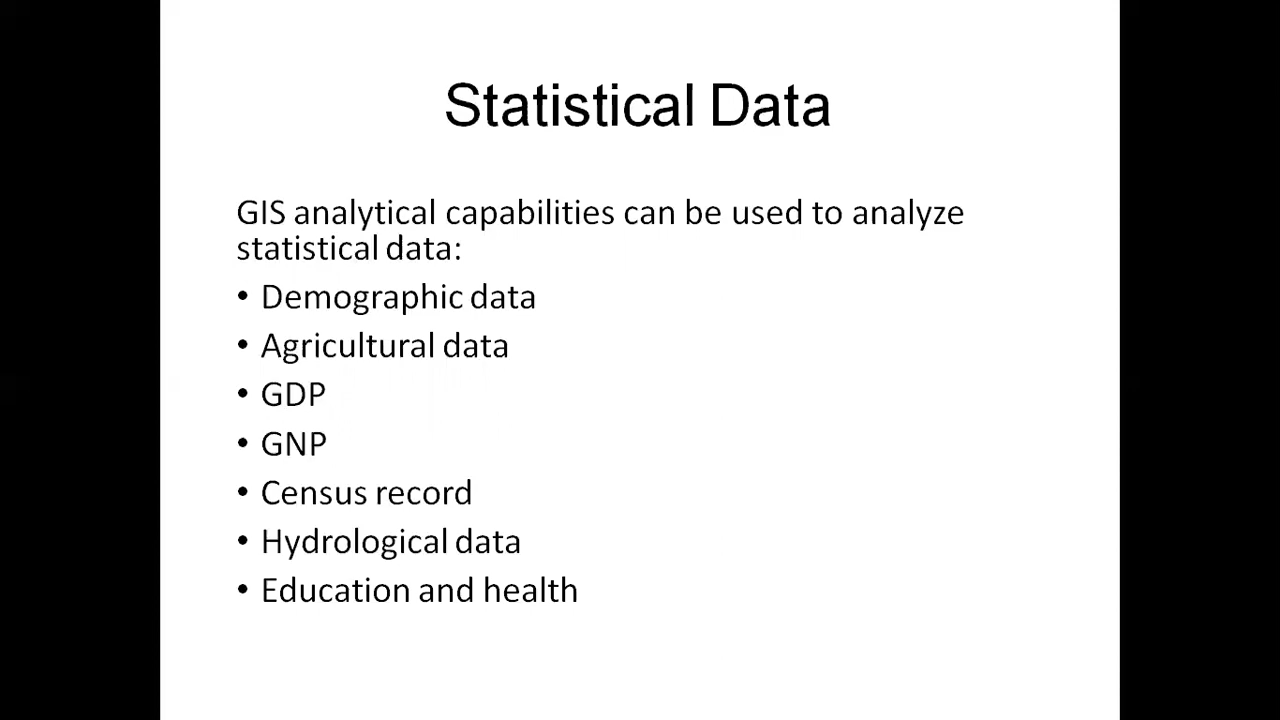 Statistical Data
GIS analytical capabilities can be used to analyze
statistical data:
• Demographic data
• Agricultural data
• GDP
• GNP
• Census record
• Hydrological data
• Education and health